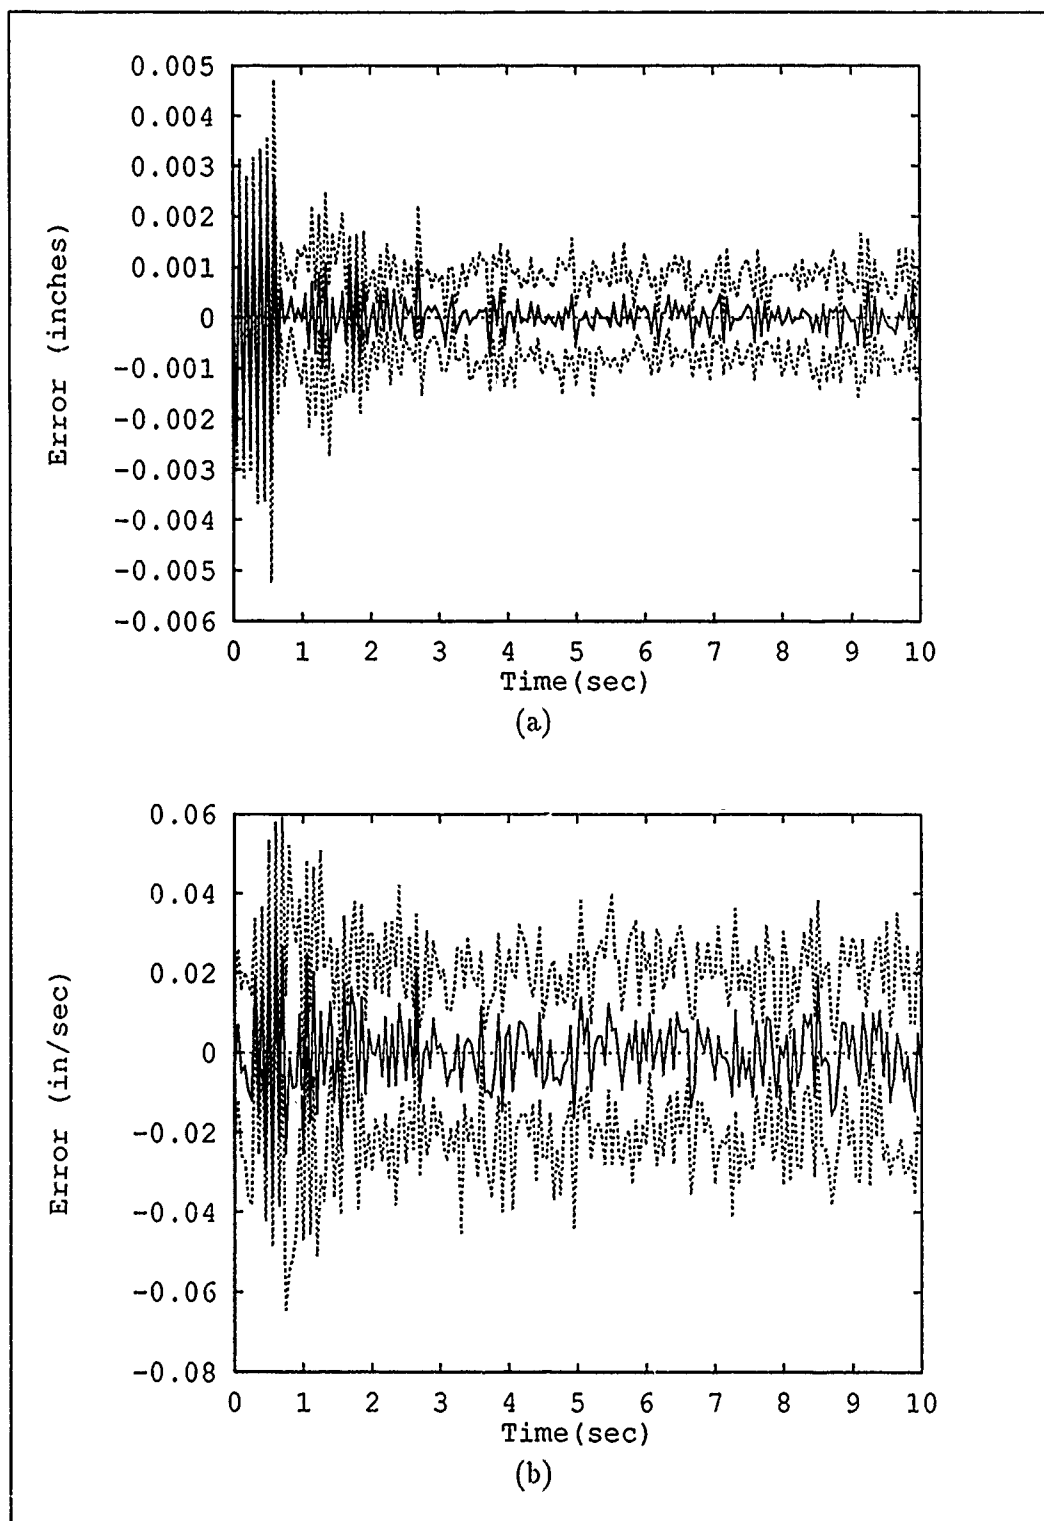 0.005
0.004
0.003
0.002
0.001
0
-0.001
-0.002
-0.003
-0.004
-0.005
-0.006
Error (inches)
0 1 2 3 4 5 6 7 8 9 10
Time(sec)
(a)
0.06
0.04
0.02
0
-0.02
-0.04
-0.06
-0.08
Error (in/sec)
0 1 2 3 4 5 6 7 8 9 10
Time(sec)
(b)